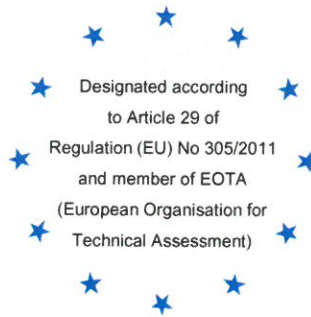 Designated according
to Article 29 of
Regulation (EU) No 305/2011
and member of EOTA
(European Organisation for
Technical Assessment)